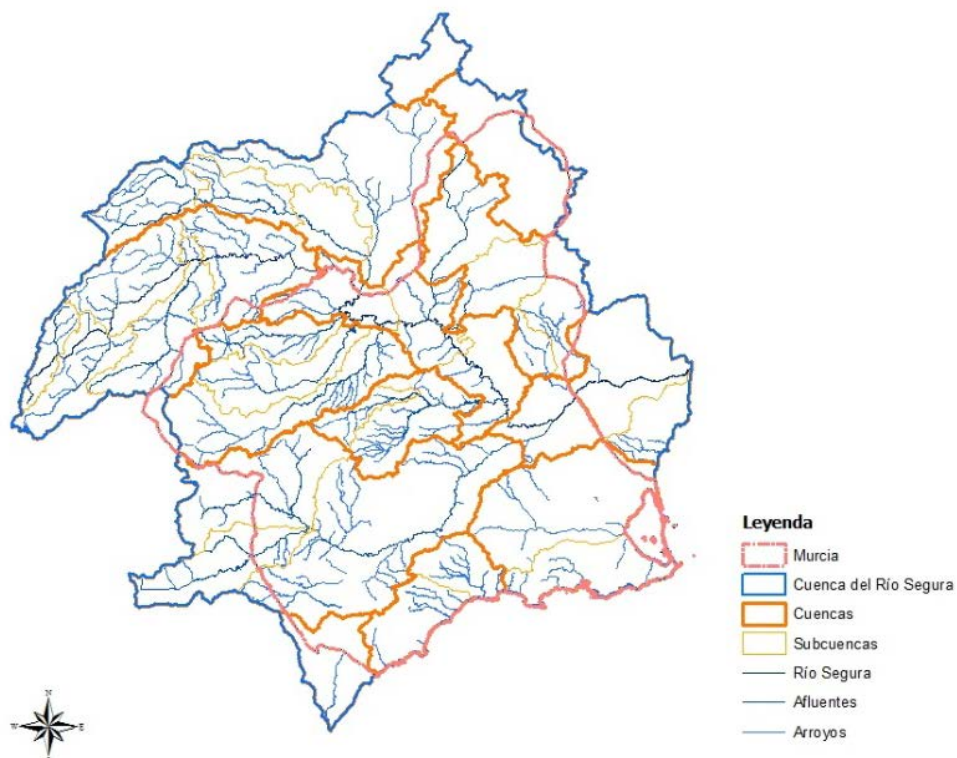 Leyenda
Murcia
Cuenca del Río Segura
Cuencas
Subcuencas
Río Segura
Afluentes
Arroyos
N
W E
S